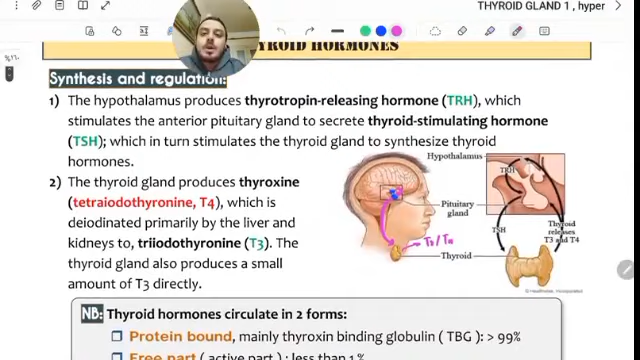 THYROID GLAND 1 , hyper
THYROID HORMONES
Synthesis and regulation:
1) The hypothalamus produces thyrotropin-releasing hormone (TRH), which
stimulates the anterior pituitary gland to secrete thyroid-stimulating hormone
(TSH); which in turn stimulates the thyroid gland to synthesize thyroid
hormones.
2) The thyroid gland produces thyroxine
(tetraiodothyronine, T4), which is
deiodinated primarily by the liver and
kidneys to, triiodothyronine (T3). The
thyroid gland also produces a small
amount of T3 directly.
Hypothalamus
TRH
Pituitary
gland
TSH
Thyroid
releases
T3 and T4
T3/T4
Thyroid
© Healthwise, Incorporated
NB: Thyroid hormones circulate in 2 forms:
Protein bound, mainly thyroxin binding globulin ( TBG ): > 99%
Free part ( active part ) : less than 1 %